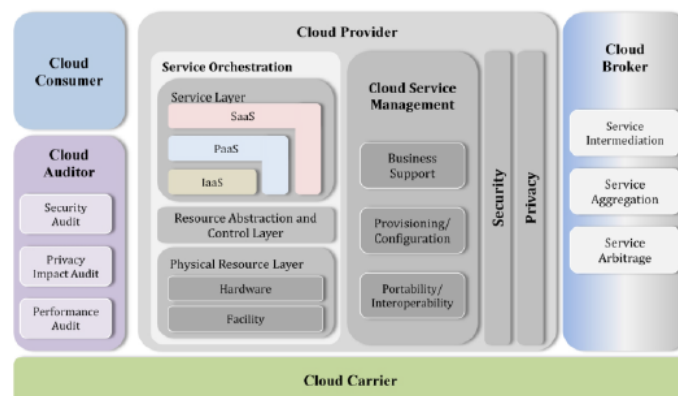 Cloud
Consumer
Cloud
Auditor
Security
Audit
Privacy
Impact Audit
Performance
Audit
Cloud Provider
Service Orchestration
Service Layer
SaaS
PaaS
IaaS
Resource Abstraction and
Control Layer
Physical Resource Layer
Hardware
Facility
Cloud Service
Management
Business
Support
Provisioning/
Configuration
Portability/
Interoperability
Security
Privacy
Cloud
Broker
Service
Intermediation
Service
Aggregation
Service
Arbitrage
Cloud Carrier